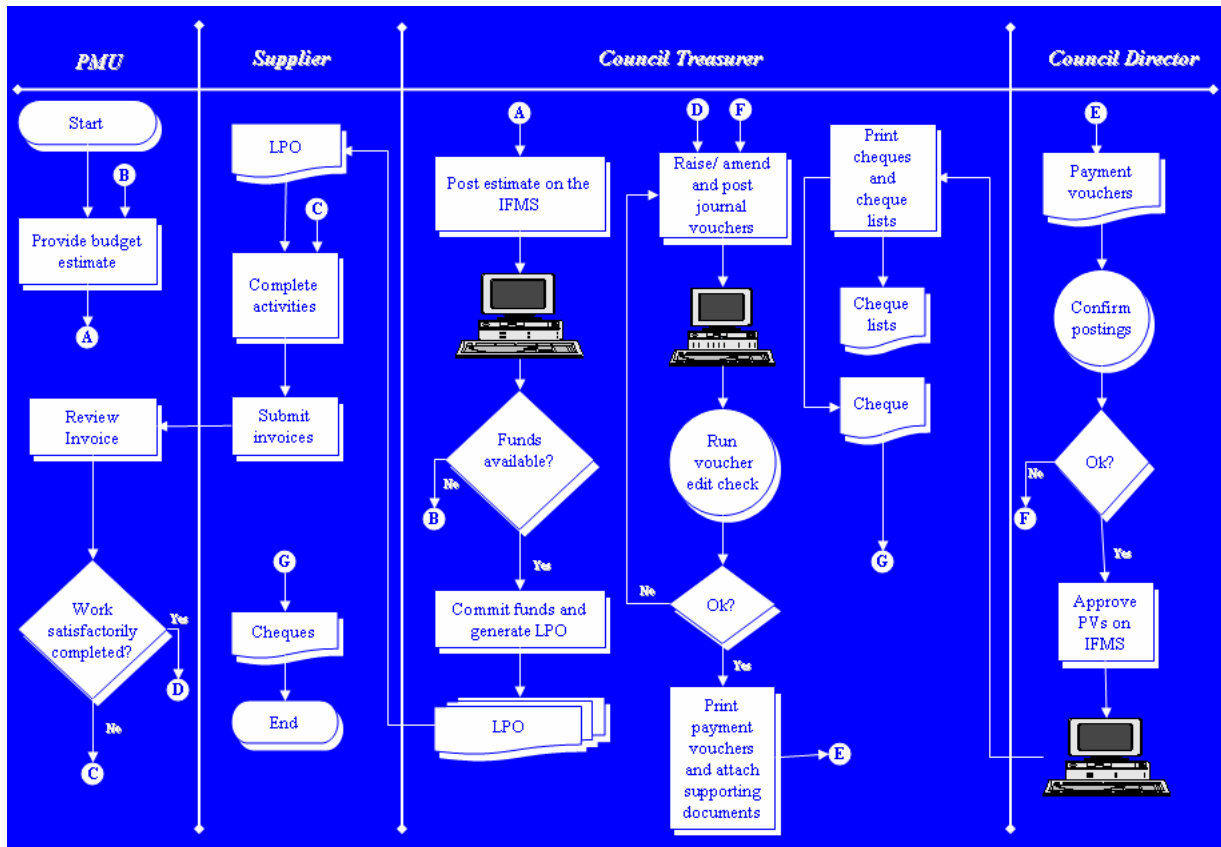 PMU
Supplier
Council Treasurer
Council Director
Start
B
Provide budget
estimate
A
Review
Invoice
Work
satisfactorily
completed?
Yes
D
No
C
LPO
C
Complete
activities
Submit
invoices
G
Cheques
End
A
Post estimate on the
IFMS
Funds
available?
No
B
Yes
Commit funds and
generate LPO
LPO
D
F
Raise/ amend
and post
journal
vouchers
Run
voucher
edit check
No
Ok?
Yes
Print
payment
vouchers
and attach
supporting
documents
E
Print
cheques
and
cheque
lists
Cheque
lists
Cheque
G
E
Payment
vouchers
Confirm
postings
Ok?
No
F
Yes
Approve
PVs on
IFMS